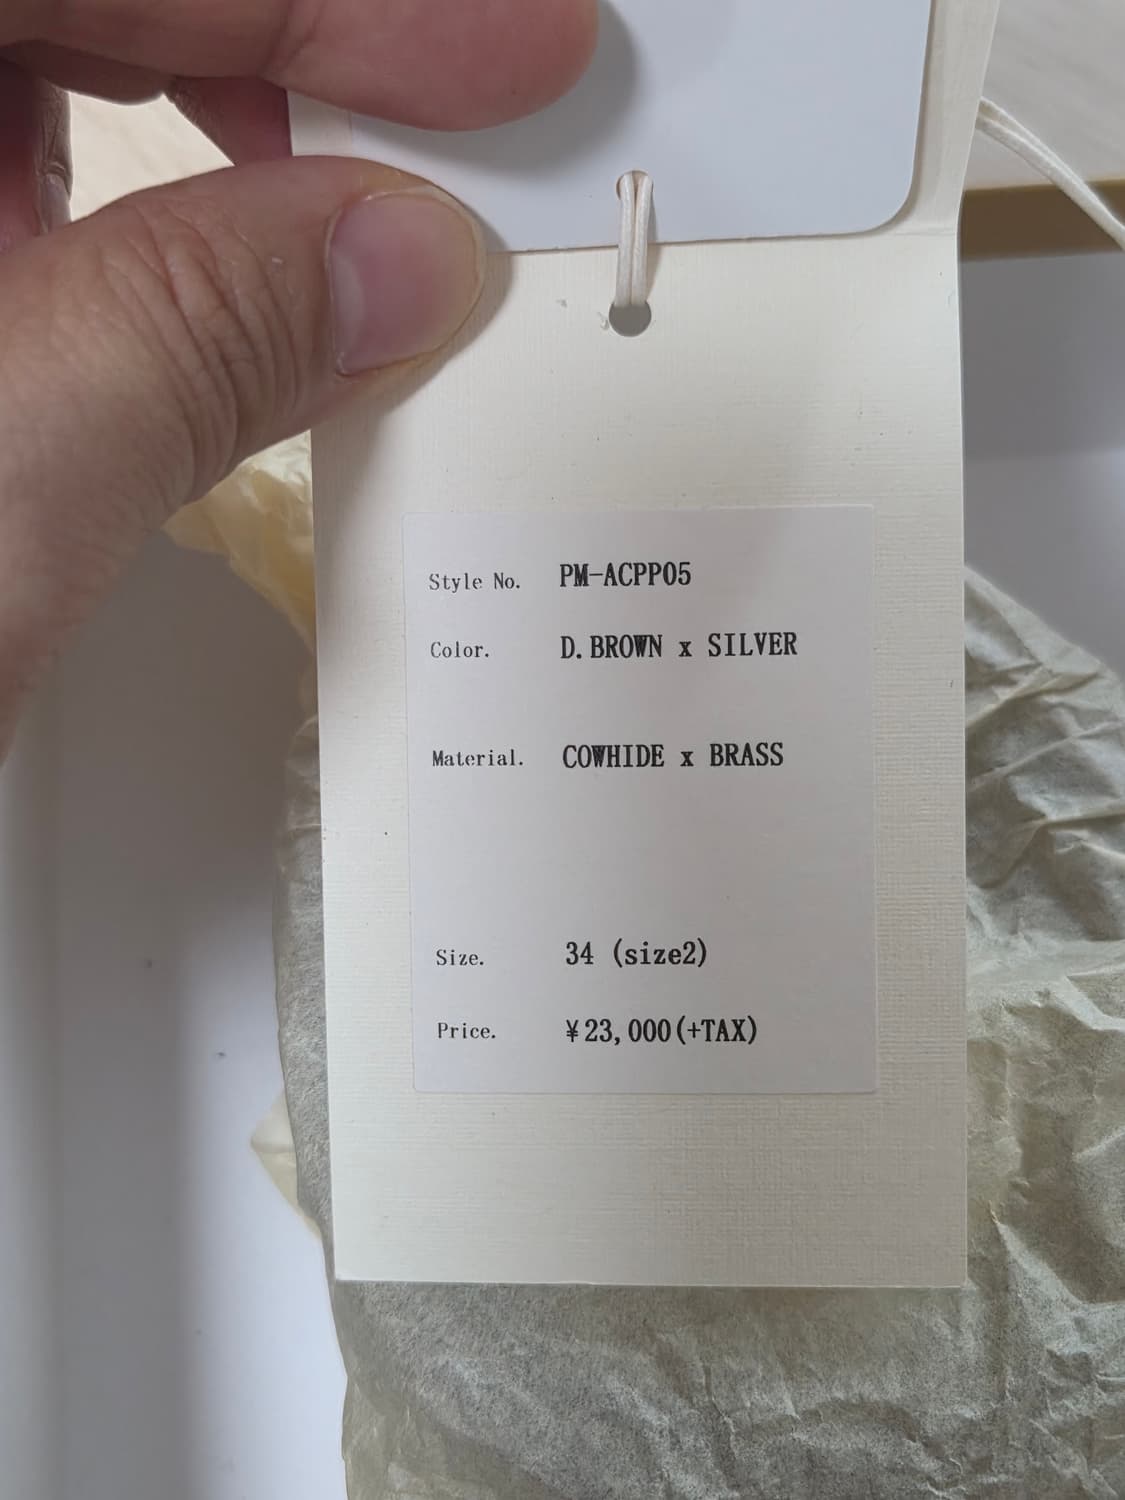 Style No. PM-ACPP05
Color. D.BROWN x SILVER
Material. COWHIDE x BRASS
Size. 34 (size2)
Price. ¥23,000(+TAX)